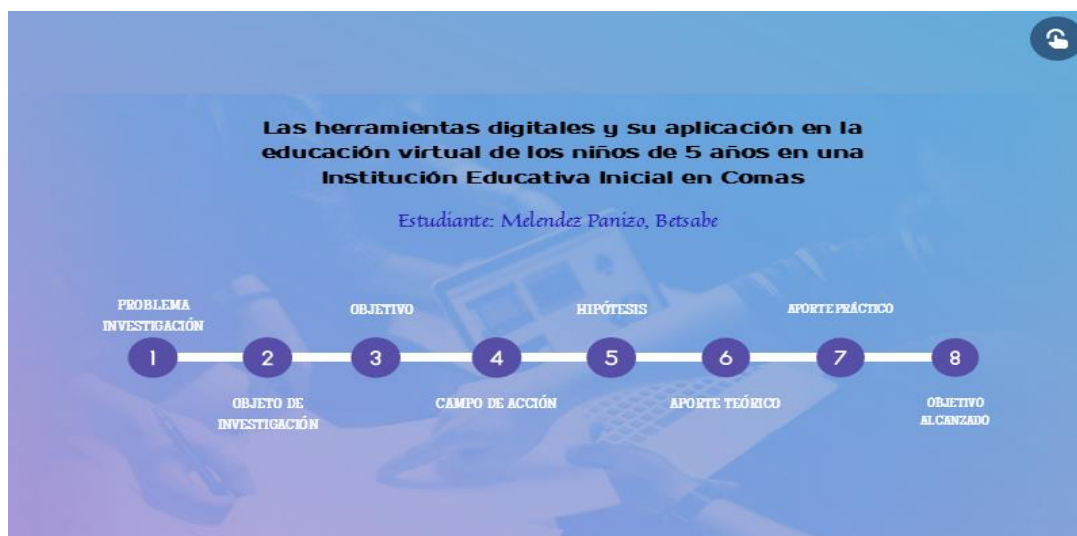 Las herramientas digitales y su aplicación en la
educación virtual de los niños de 5 años en una
Institución Educativa Inicial en Comas
Estudiante: Melendez Panizo, Betsabe
PROBLEMA
INVESTIGACIÓN
OBJETIVO
HIPÓTESIS
APORTE PRÁCTICO
1
2
3
4
5
6
7
8
OBJETO DE
INVESTIGACIÓN
CAMPO DE ACCIÓN
APORTE TEÓRICO
OBJETIVO
ALCANZADO